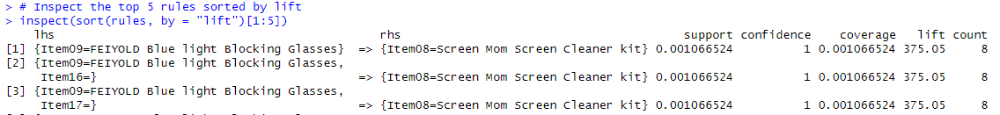 > # Inspect the top 5 rules sorted by lift
> inspect(sort(rules, by = "lift")[1:5])
lhs rhs support confidence coverage lift count
[1] {Item09=FEIYOLD Blue light Blocking Glasses} => {Item08=Screen Mom Screen Cleaner kit} 0.001066524 1 0.001066524 375.05 8
[2] {Item09=FEIYOLD Blue light Blocking Glasses,
Item16=} => {Item08=Screen Mom Screen Cleaner kit} 0.001066524 1 0.001066524 375.05 8
[3] {Item09=FEIYOLD Blue light Blocking Glasses,
Item17=} => {Item08=Screen Mom Screen Cleaner kit} 0.001066524 1 0.001066524 375.05 8